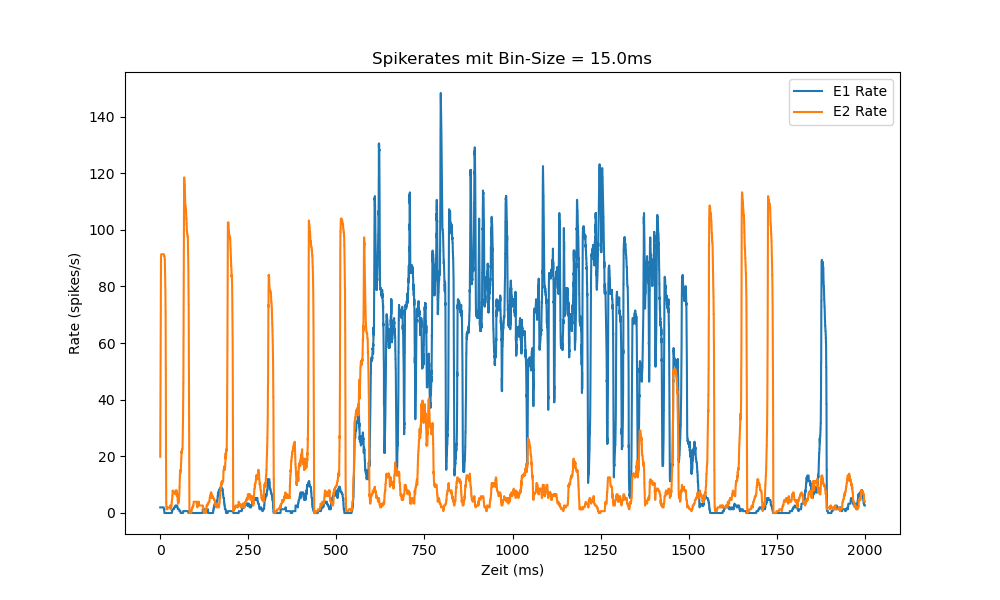 Spikerates mit Bin-Size = 15.0ms
E1 Rate
E2 Rate
140
120
100
80
60
40
20
0
Rate (spikes/s)
0 250 500 750 1000 1250 1500 1750 2000
Zeit (ms)